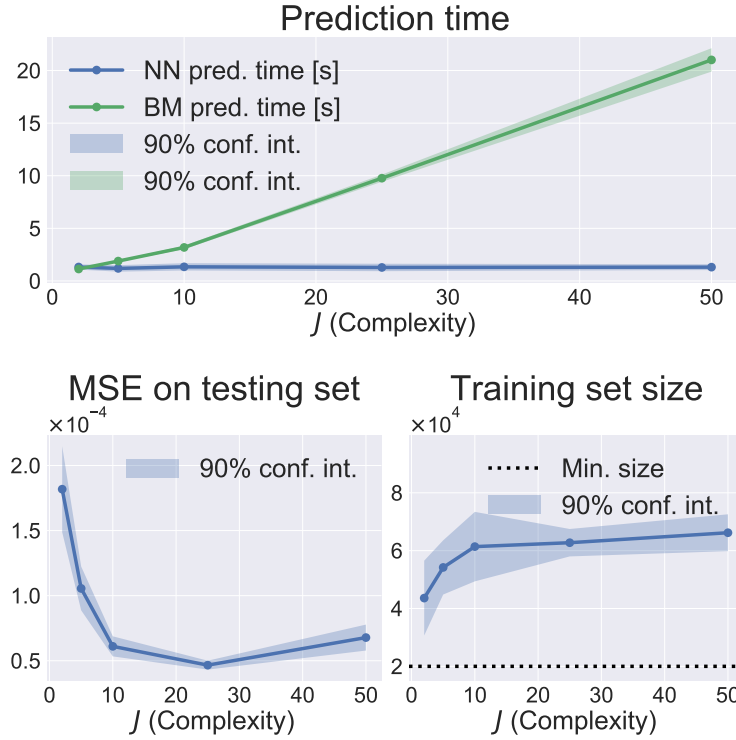 Prediction time
NN pred. time [s]
BM pred. time [s]
90% conf. int.
90% conf. int.
20
15
10
5
0
0 10 20 30 40 50
J (Complexity)
MSE on testing set
×10⁻⁴
90% conf. int.
2.0
1.5
1.0
0.5
0 10 20 30 40 50
J (Complexity)
Training set size
×10⁴
Min. size
90% conf. int.
8
6
4
2
0 10 20 30 40 50
J (Complexity)